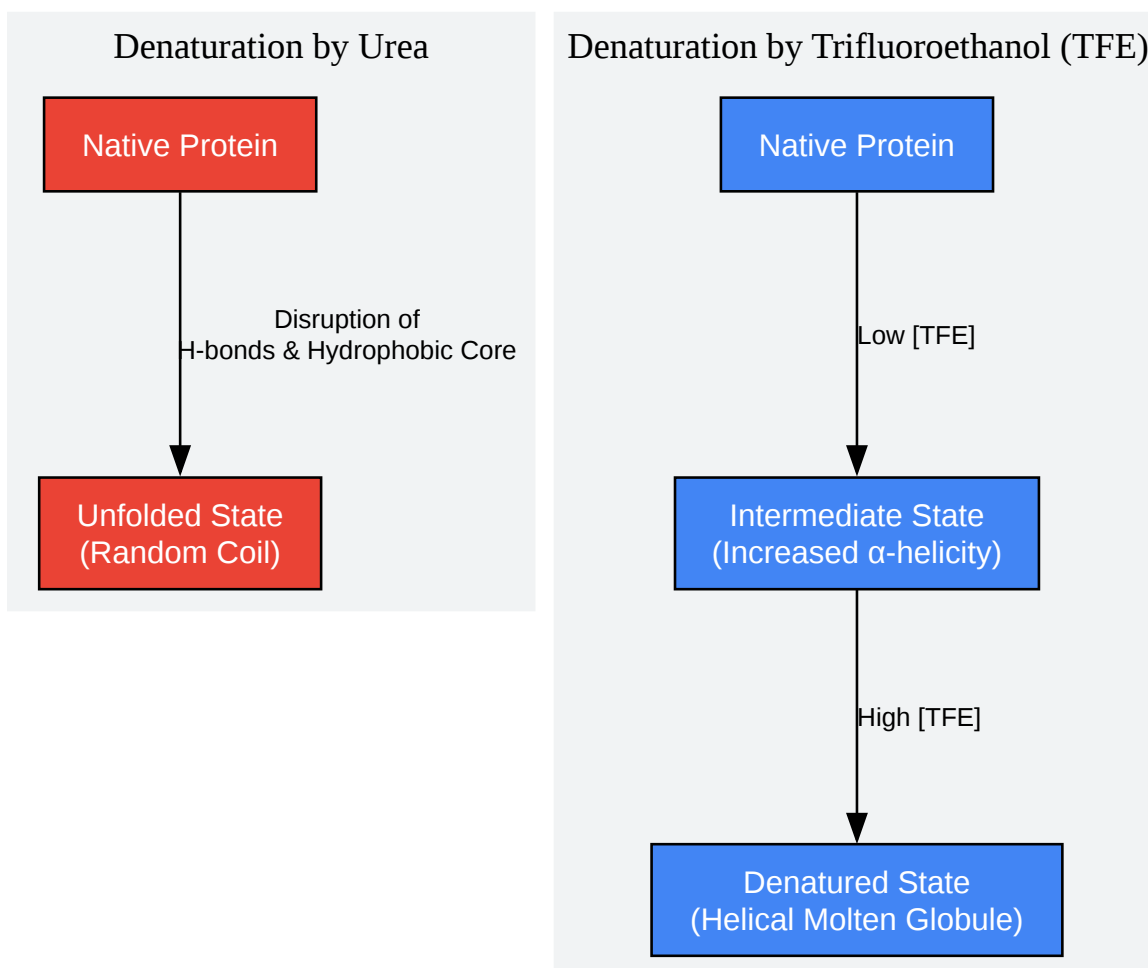 Denaturation by Urea
Native Protein
Disruption of
H-bonds & Hydrophobic Core
Unfolded State
(Random Coil)
Denaturation by Trifluoroethanol (TFE)
Native Protein
Low [TFE]
Intermediate State
(Increased α-helicity)
High [TFE]
Denatured State
(Helical Molten Globule)